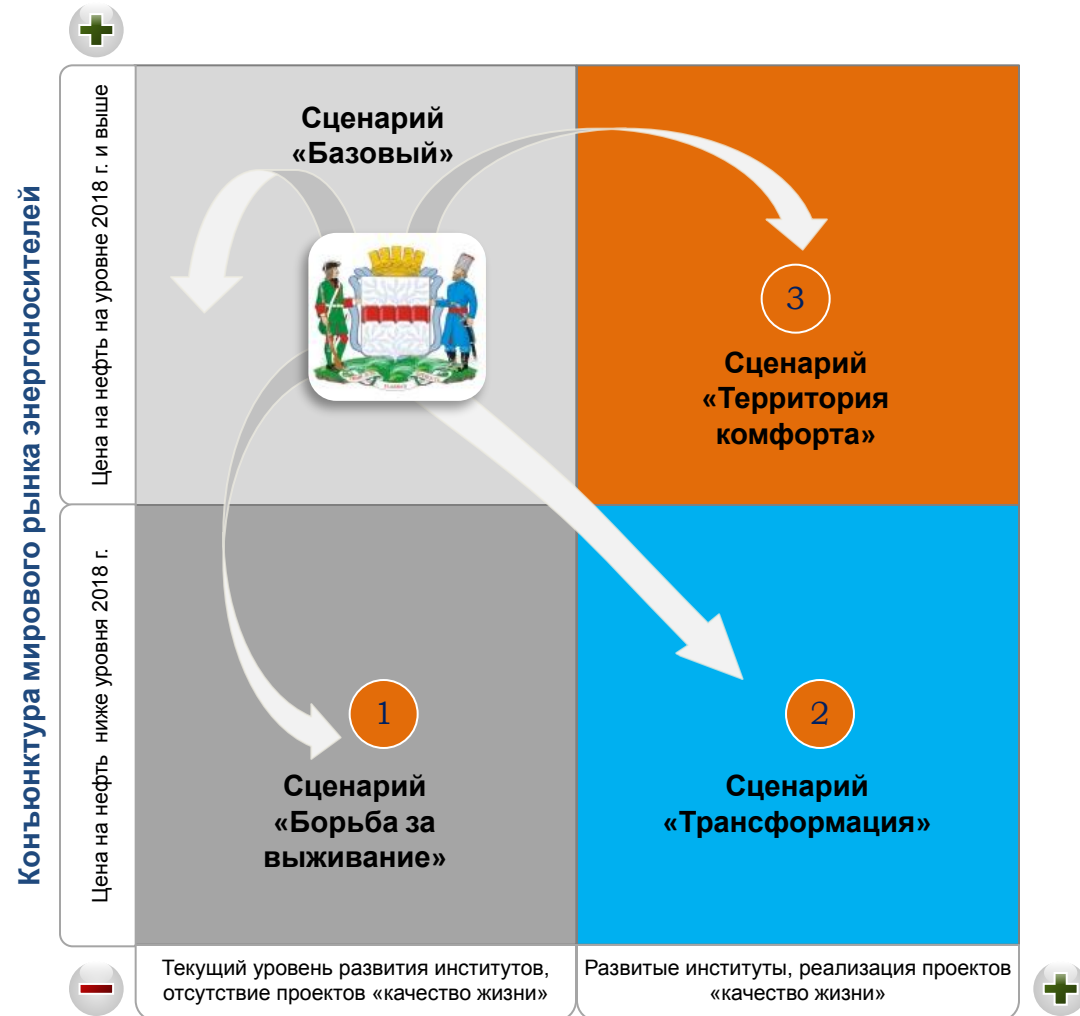 Конъюнктура мирового рынка энергоносителей
Цена на нефть на уровне 2018 г. и выше
Цена на нефть ниже уровня 2018 г.
Сценарий
«Базовый»
3
Сценарий
«Территория
комфорта»
1
Сценарий
«Борьба за
выживание»
2
Сценарий
«Трансформация»
Текущий уровень развития институтов,
отсутствие проектов «качество жизни»
Развитые институты, реализация проектов
«качество жизни»